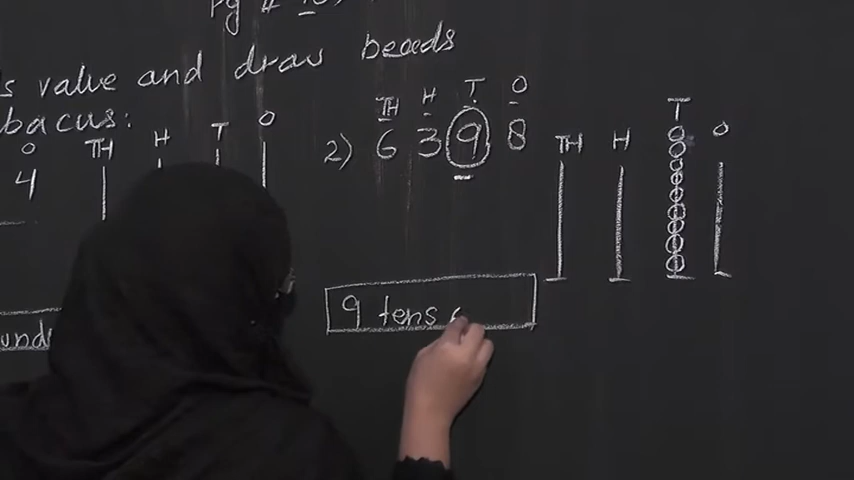 s value and draw beads
bacus:
O TH H T O
4
2) TH H T O
6 3 9 8
TH H T O
9 tens
und